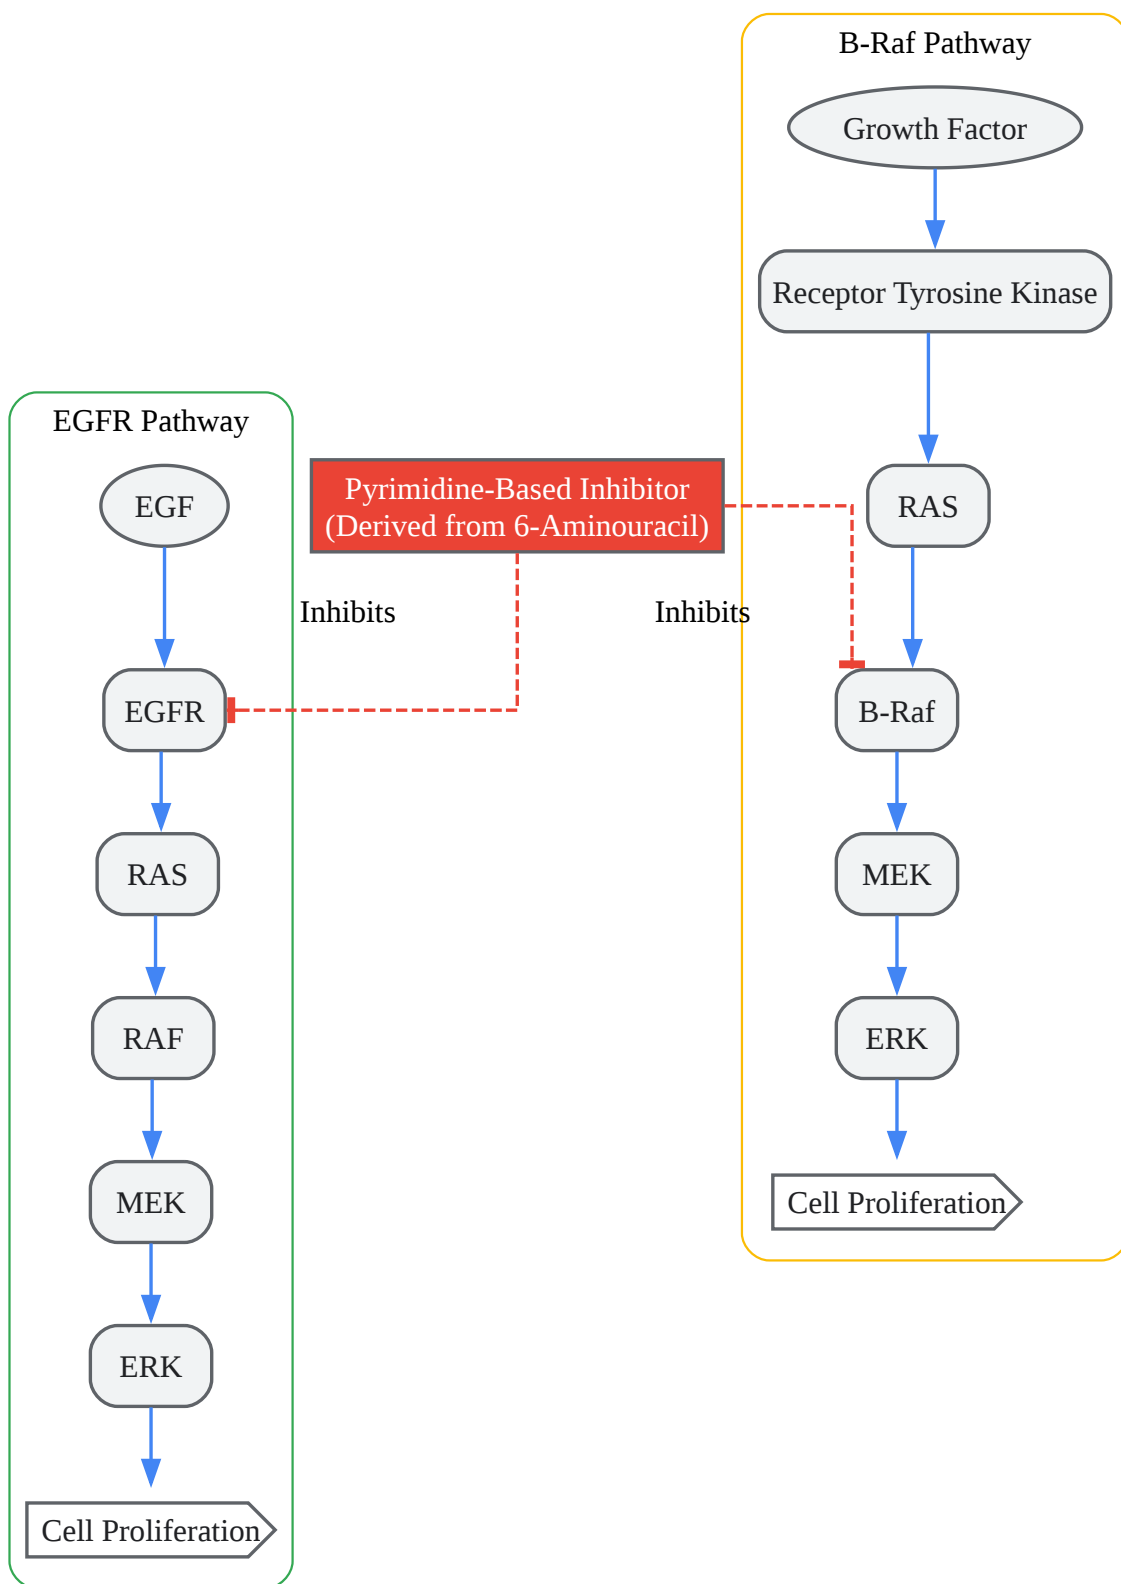 B-Raf Pathway
Growth Factor
Receptor Tyrosine Kinase
EGFR Pathway
EGF
Pyrimidine-Based Inhibitor
(Derived from 6-Aminouracil)
RAS
Inhibits
Inhibits
EGFR
B-Raf
RAS
MEK
RAF
ERK
MEK
Cell Proliferation
ERK
Cell Proliferation